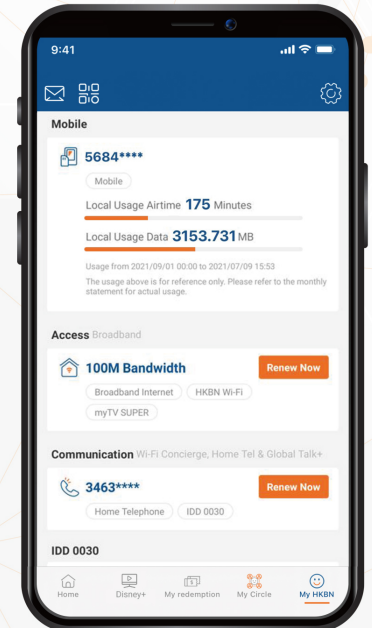 9:41
Mobile
5684****
Mobile
Local Usage Airtime 175 Minutes
Local Usage Data 3153.731 MB
Usage from 2021/09/01 00:00 to 2021/07/09 15:53
The usage above is for reference only. Please refer to the monthly
statement for actual usage.
Access Broadband
100M Bandwidth
Renew Now
Broadband Internet
HKBN Wi-Fi
myTV SUPER
Communication Wi-Fi Concierge, Home Tel & Global Talk+
3463****
Renew Now
Home Telephone
IDD 0030
IDD 0030
Home
Disney+
My redemption
My Circle
My HKBN